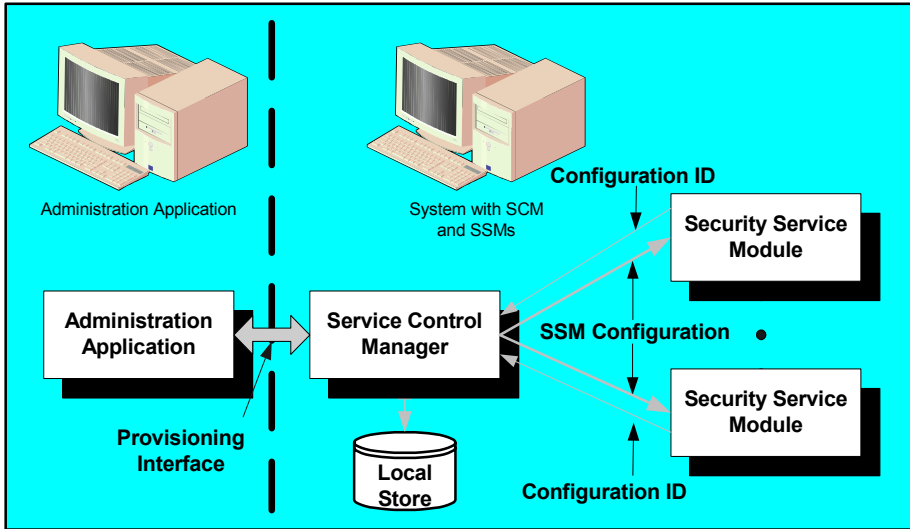 Administration Application
System with SCM
and SSMs
Configuration ID
Security Service
Module
Administration
Application
Service Control
Manager
SSM Configuration
Provisioning
Interface
Local
Store
Security Service
Module
Configuration ID